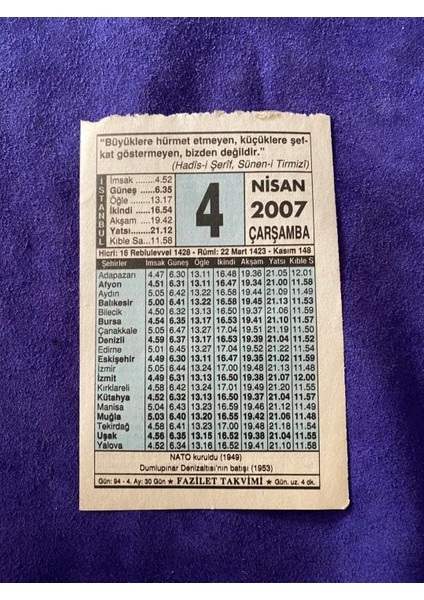 “Büyüklere hürmet etmeyen, küçüklere şef-
kat göstermeyen, bizden değildir.”
(Hadîs-i Şerîf, Sünen-i Tirmizî)
İSTANBUL
İmsak ........4.52
Güneş ......6.35
Öğle ........13.17
İkindi ......16.54
Akşam ....19.42
Yatsı.......21.12
Kıble Sa...11.58
4
NİSAN
2007
ÇARŞAMBA
Hicrî: 16 Rebiulevvel 1428 - Rûmî: 22 Mart 1423 - Kasım 148
Şehirler İmsak Güneş Öğle İkindi Akşam Yatsı Kıble S
Adapazarı 4.47 6.30 13.11 16.48 19.36 21.05 12.01
Afyon 4.51 6.31 13.11 16.47 19.34 21.00 11.58
Aydın 5.05 6.42 13.22 16.58 19.44 21.09 11.49
Balıkesir 5.00 6.41 13.22 16.58 19.45 21.13 11.53
Bilecik 4.50 6.32 13.13 16.50 19.37 21.06 11.59
Bursa 4.54 6.35 13.17 16.53 19.41 21.10 11.57
Çanakkale 5.05 6.47 13.27 17.04 19.51 21.19 11.50
Denizli 4.59 6.37 13.17 16.53 19.39 21.04 11.52
Edirne 5.01 6.45 13.27 17.04 19.52 21.22 11.54
Eskişehir 4.49 6.30 13.11 16.47 19.35 21.02 11.59
İzmir 5.05 6.44 13.24 17.00 19.48 21.13 11.48
İzmit 4.49 6.31 13.13 16.50 19.38 21.07 12.00
Kırklareli 4.58 6.42 13.24 17.01 19.49 21.20 11.55
Kütahya 4.52 6.32 13.13 16.50 19.37 21.04 11.57
Manisa 5.04 6.43 13.23 16.59 19.46 21.12 11.49
Muğla 5.03 6.40 13.20 16.55 19.42 21.06 11.48
Tekirdağ 4.58 6.41 13.23 17.00 19.48 21.18 11.54
Uşak 4.56 6.35 13.15 16.52 19.38 21.04 11.55
Yalova 4.52 6.34 13.16 16.52 19.41 21.10 11.58
NATO kuruldu (1949)
Dumlupınar Denizaltısı'nın batışı (1953)
Gün: 94 - 4. Ay: 30 Gün ★ FAZİLET TAKVİMİ ★ Gün. uz. 4 dk.